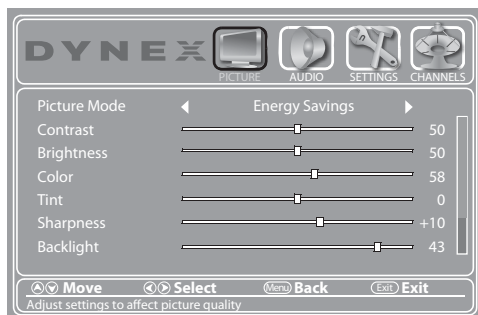 DYNEX
PICTURE AUDIO SETTINGS CHANNELS
Picture Mode Energy Savings
Contrast 50
Brightness 50
Color 58
Tint 0
Sharpness +10
Backlight 43
Move Select Menu Back Exit Exit
Adjust settings to affect picture quality